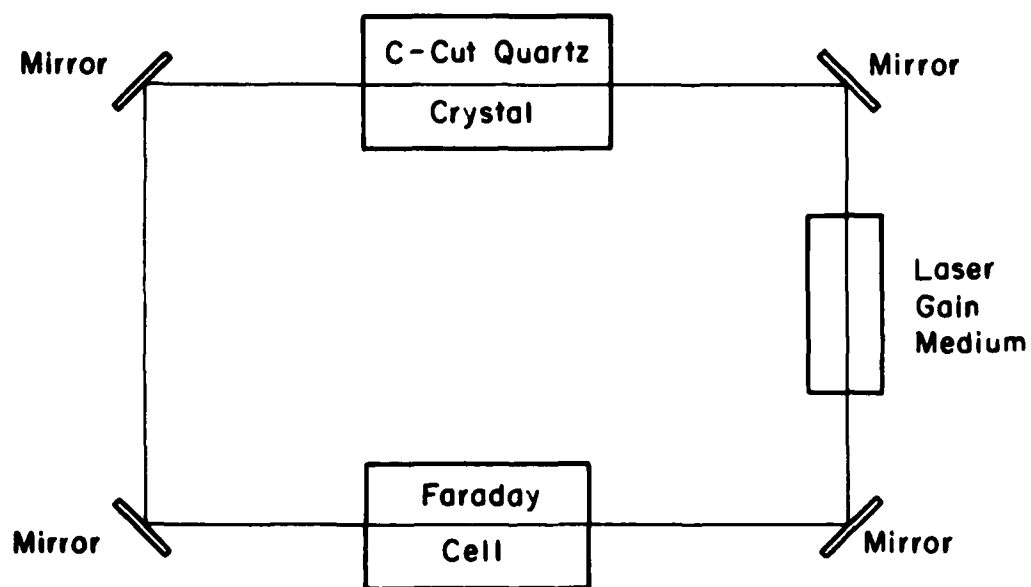 Mirror
C-Cut Quartz
Crystal
Mirror
Laser
Gain
Medium
Mirror
Faraday
Cell
Mirror